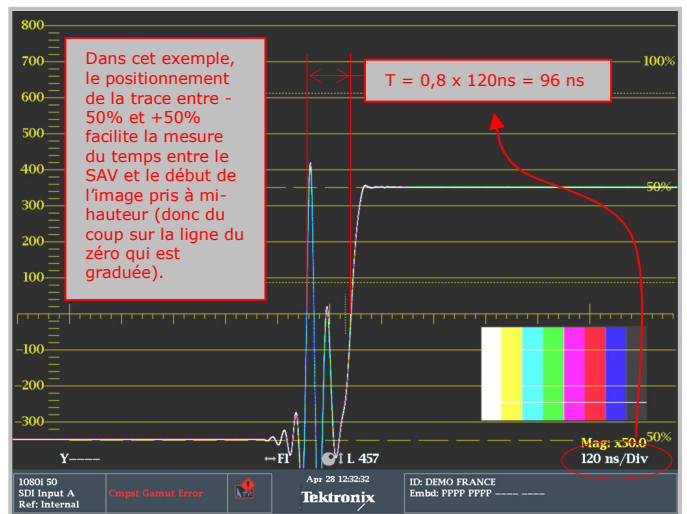 800
700
600
500
400
300
200
100
-100
-200
-300
100%
50%
50%
Dans cet exemple,
le positionnement
de la trace entre -
50% et +50%
facilite la mesure
du temps entre le
SAV et le début de
l'image pris à mi-
hauteur (donc du
coup sur la ligne du
zéro qui est
graduée).
T = 0,8 x 120ns = 96 ns
Mag: x50.0
Y----
FI
L 457
120 ns/Div
1080i 50
SDI Input A
Ref: Internal
Cmpst Gamut Error
Apr 28 12:32:32
Tektronix
ID: DEMO FRANCE
Embd: PPPP PPPP ---- ----